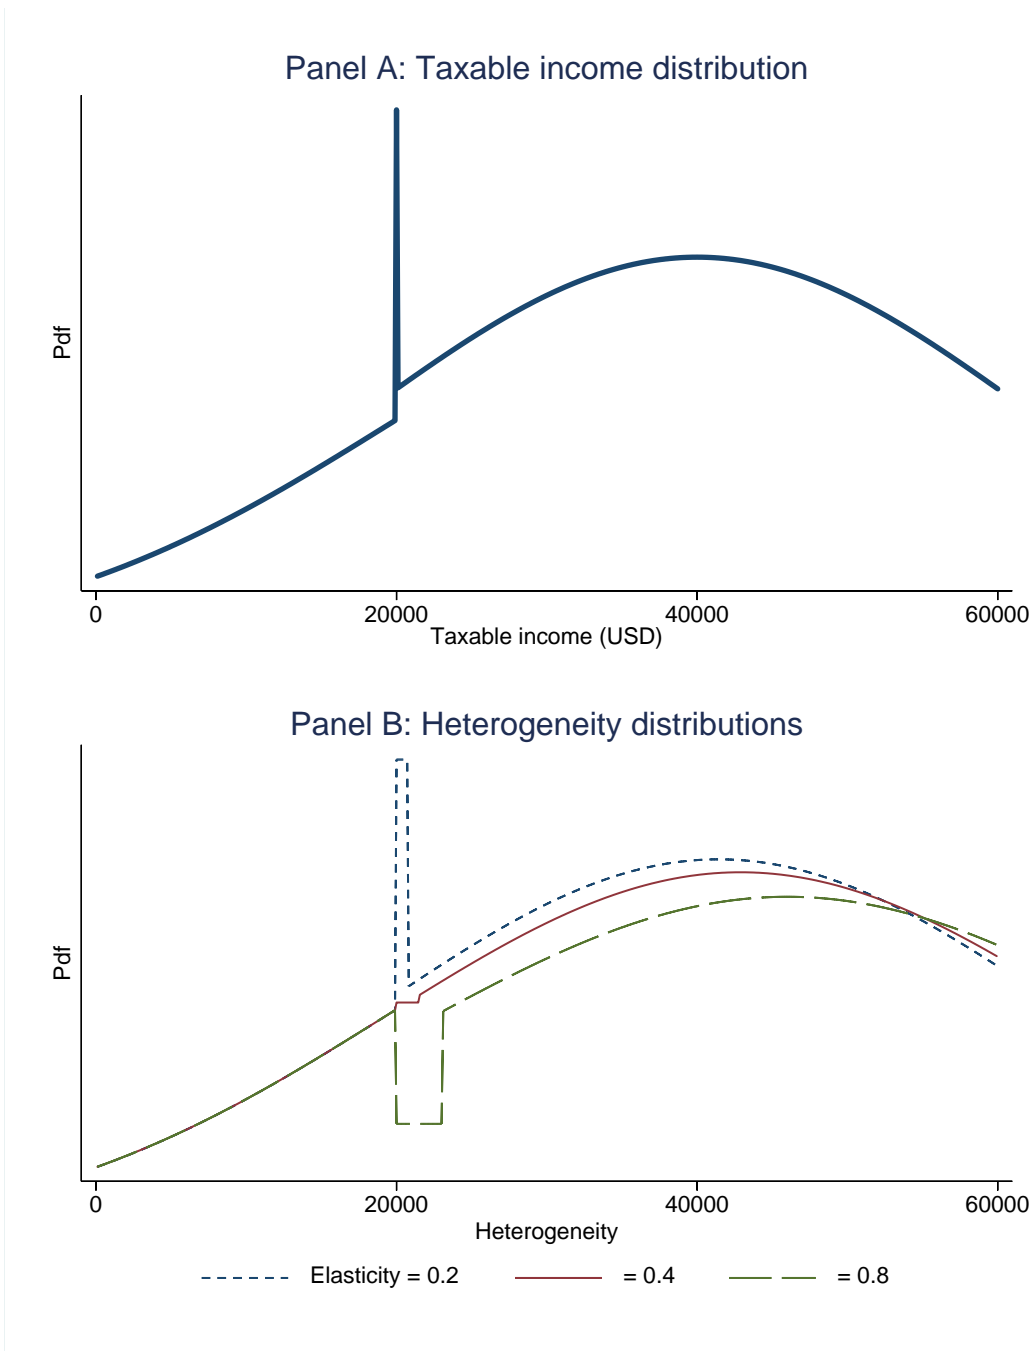 Panel A: Taxable income distribution
Pdf
0 20000 40000 60000
Taxable income (USD)
Panel B: Heterogeneity distributions
Pdf
0 20000 40000 60000
Heterogeneity
Elasticity = 0.2 = 0.4 = 0.8